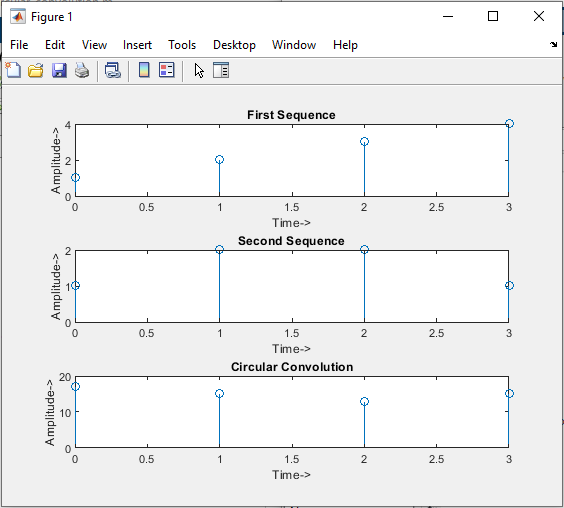 Figure 1
File Edit View Insert Tools Desktop Window Help
First Sequence
Amplitude->
4
2
0
0 0.5 1 1.5 2 2.5 3
Time->
Second Sequence
Amplitude->
2
1
0
0 0.5 1 1.5 2 2.5 3
Time->
Circular Convolution
Amplitude->
20
10
0
0 0.5 1 1.5 2 2.5 3
Time->